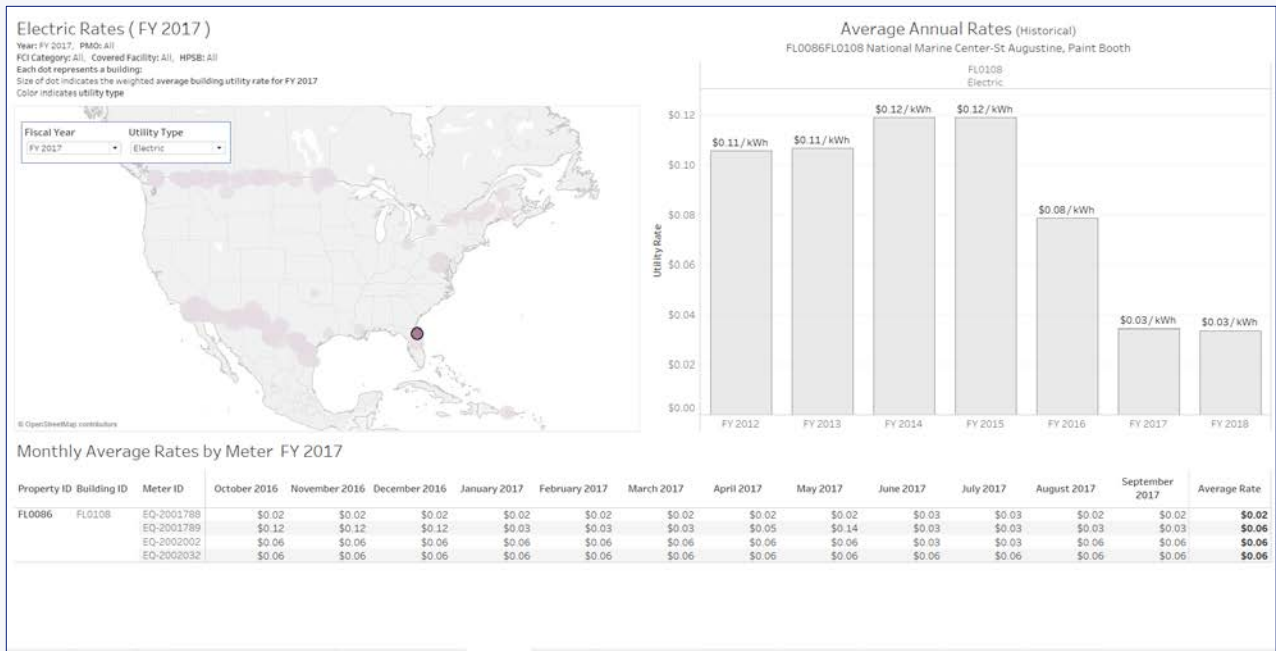 Electric Rates ( FY 2017 )
Year: FY 2017, PMO: All
FCI Category: All, Covered Facility: All, HPSB: All
Each dot represents a building:
Size of dot indicates the weighted average building utility rate for FY 2017
Color indicates utility type
Fiscal Year Utility Type
FY 2017 Electric
© OpenStreetMap contributors
Average Annual Rates (Historical)
FL0086FL0108 National Marine Center-St Augustine, Paint Booth
FL0108
Electric
Utility Rate
$0.12
$0.10
$0.08
$0.06
$0.04
$0.02
$0.00
$0.11/kWh $0.11/kWh $0.12/kWh $0.12/kWh $0.08/kWh $0.03/kWh $0.03/kWh
FY 2012 FY 2013 FY 2014 FY 2015 FY 2016 FY 2017 FY 2018
Monthly Average Rates by Meter FY 2017
Property ID Building ID Meter ID October 2016 November 2016 December 2016 January 2017 February 2017 March 2017 April 2017 May 2017 June 2017 July 2017 August 2017 September 2017 Average Rate
FL0086 FL0108 EQ-2001788 $0.02 $0.02 $0.02 $0.02 $0.02 $0.02 $0.02 $0.02 $0.03 $0.03 $0.02 $0.02 $0.02
EQ-2001789 $0.12 $0.12 $0.12 $0.03 $0.03 $0.03 $0.05 $0.14 $0.03 $0.03 $0.03 $0.03 $0.06
EQ-2002002 $0.06 $0.06 $0.06 $0.06 $0.06 $0.06 $0.06 $0.06 $0.03 $0.03 $0.06 $0.06 $0.06
EQ-2002032 $0.06 $0.06 $0.06 $0.06 $0.06 $0.06 $0.06 $0.06 $0.06 $0.06 $0.06 $0.06 $0.06